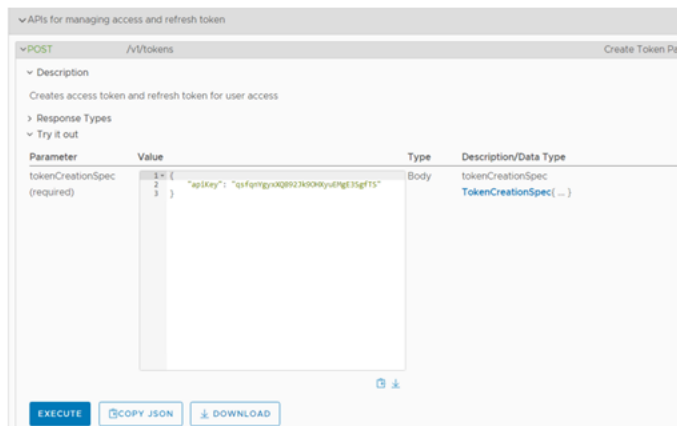 APIs for managing access and refresh token
POST /v1/tokens Create Token Pa
Description
Creates access token and refresh token for user access
Response Types
Try it out
Parameter Value Type Description/Data Type
tokenCreationSpec 1 { Body tokenCreationSpec
(required) 2 "apiKey": TokenCreationSpec{ ... }
3 }
EXECUTE COPY JSON DOWNLOAD